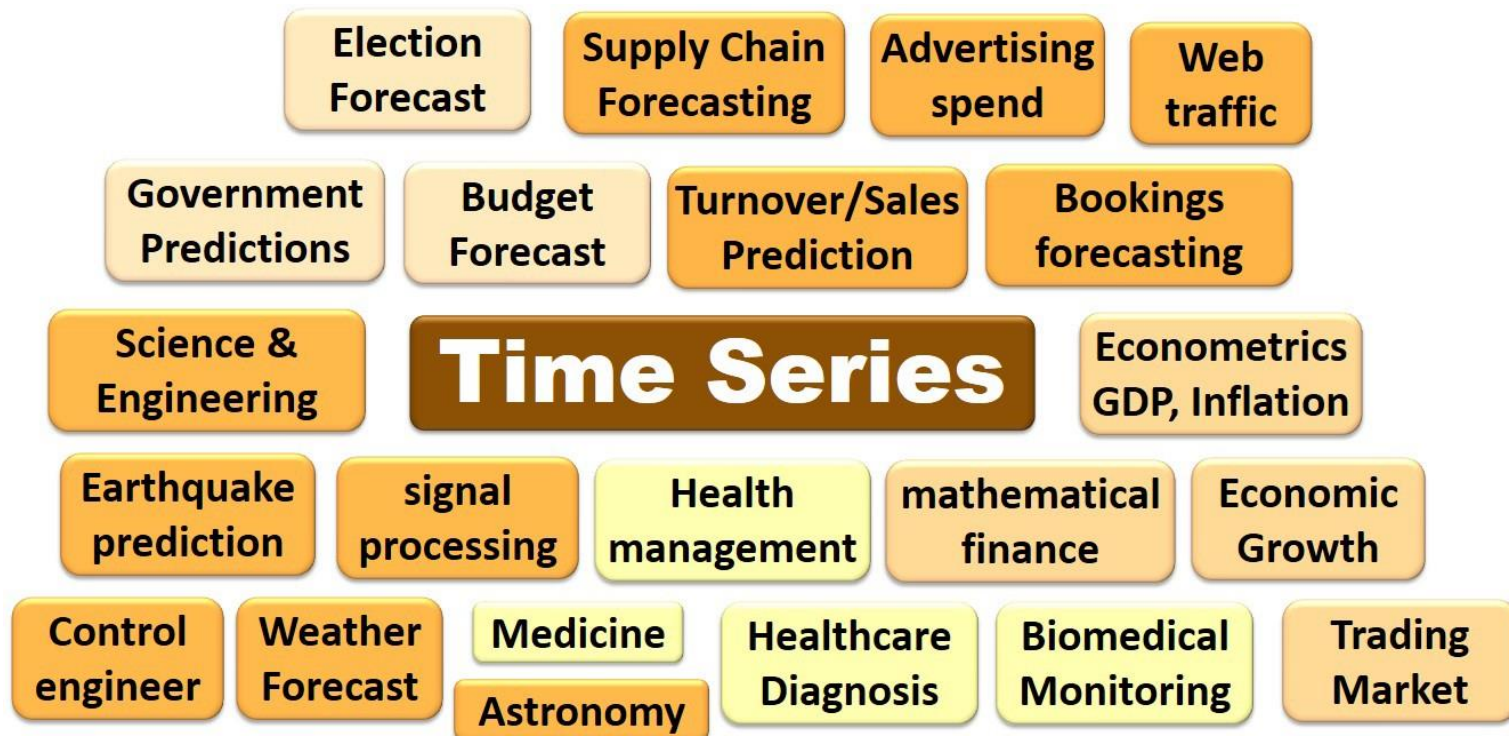 Election
Forecast
Supply Chain
Forecasting
Advertising
spend
Web
traffic
Government
Predictions
Budget
Forecast
Turnover/Sales
Prediction
Bookings
forecasting
Science &
Engineering
Time Series
Econometrics
GDP, Inflation
Earthquake
prediction
signal
processing
Health
management
mathematical
finance
Economic
Growth
Control
engineer
Weather
Forecast
Medicine
Astronomy
Healthcare
Diagnosis
Biomedical
Monitoring
Trading
Market